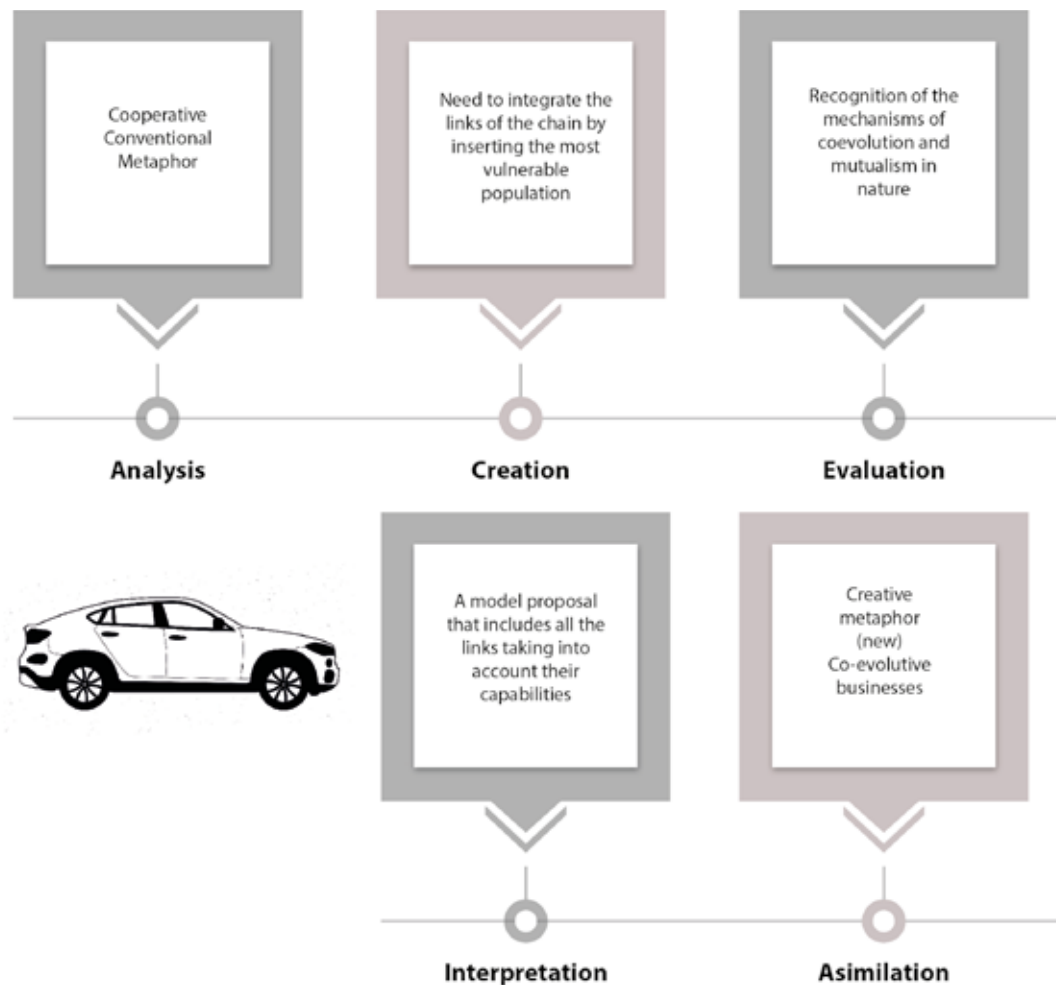 Cooperative
Conventional
Metaphor
Need to integrate the
links of the chain by
inserting the most
vulnerable
population
Recognition of the
mechanisms of
coevolution and
mutualism in
nature
Analysis
Creation
Evaluation
A model proposal
that includes all the
links taking into
account their
capabilities
Creative
metaphor
(new)
Co-evolutive
businesses
Interpretation
Asimilation